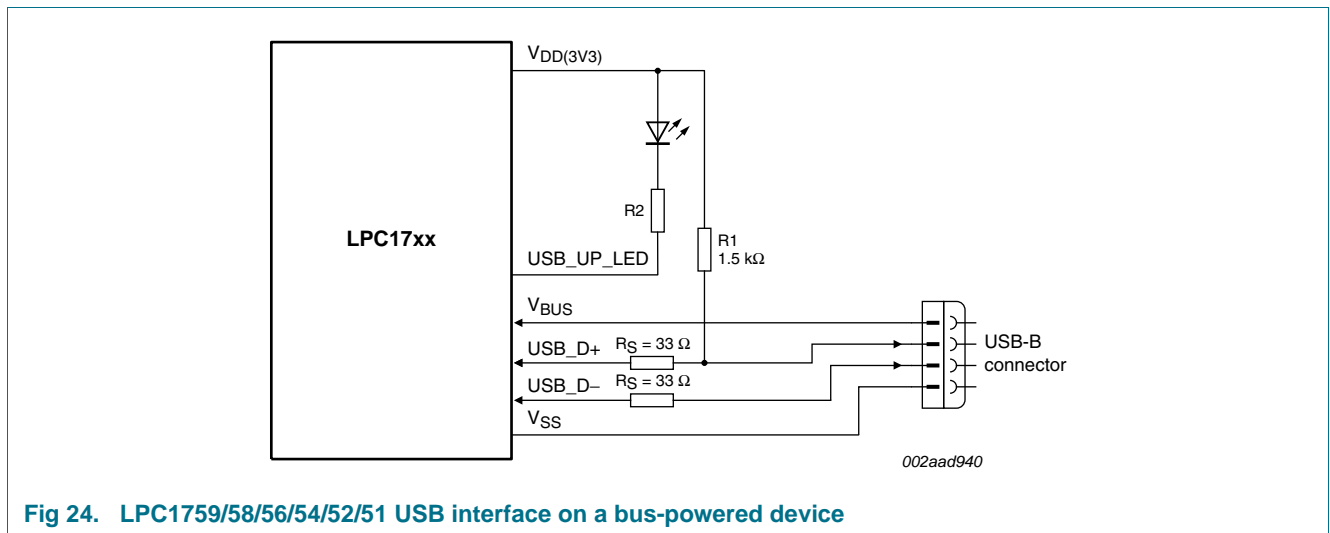 VDD(3V3)
R2
LPC17xx
R1
1.5 kΩ
USB_UP_LED
VBUS
USB_D+
RS = 33 Ω
USB-B
connector
USB_D−
RS = 33 Ω
VSS
002aad940
Fig 24. LPC1759/58/56/54/52/51 USB interface on a bus-powered device